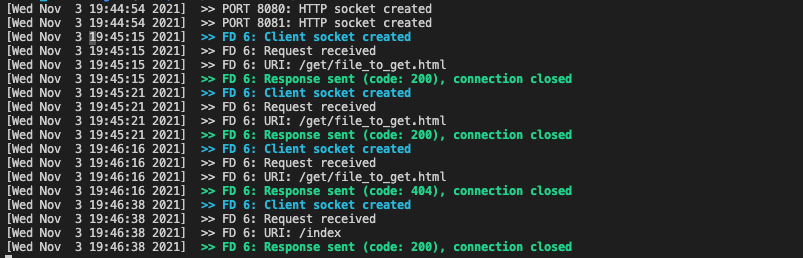 [Wed Nov  3 19:44:54 2021]  >> PORT 8080: HTTP socket created
[Wed Nov  3 19:44:54 2021]  >> PORT 8081: HTTP socket created
[Wed Nov  3 19:45:15 2021]  >> FD 6: Client socket created
[Wed Nov  3 19:45:15 2021]  >> FD 6: Request received
[Wed Nov  3 19:45:15 2021]  >> FD 6: URI: /get/file_to_get.html
[Wed Nov  3 19:45:15 2021]  >> FD 6: Response sent (code: 200), connection closed
[Wed Nov  3 19:45:21 2021]  >> FD 6: Client socket created
[Wed Nov  3 19:45:21 2021]  >> FD 6: Request received
[Wed Nov  3 19:45:21 2021]  >> FD 6: URI: /get/file_to_get.html
[Wed Nov  3 19:45:21 2021]  >> FD 6: Response sent (code: 200), connection closed
[Wed Nov  3 19:46:16 2021]  >> FD 6: Client socket created
[Wed Nov  3 19:46:16 2021]  >> FD 6: Request received
[Wed Nov  3 19:46:16 2021]  >> FD 6: URI: /get/file_to_get.html
[Wed Nov  3 19:46:16 2021]  >> FD 6: Response sent (code: 404), connection closed
[Wed Nov  3 19:46:38 2021]  >> FD 6: Client socket created
[Wed Nov  3 19:46:38 2021]  >> FD 6: Request received
[Wed Nov  3 19:46:38 2021]  >> FD 6: URI: /index
[Wed Nov  3 19:46:38 2021]  >> FD 6: Response sent (code: 200), connection closed